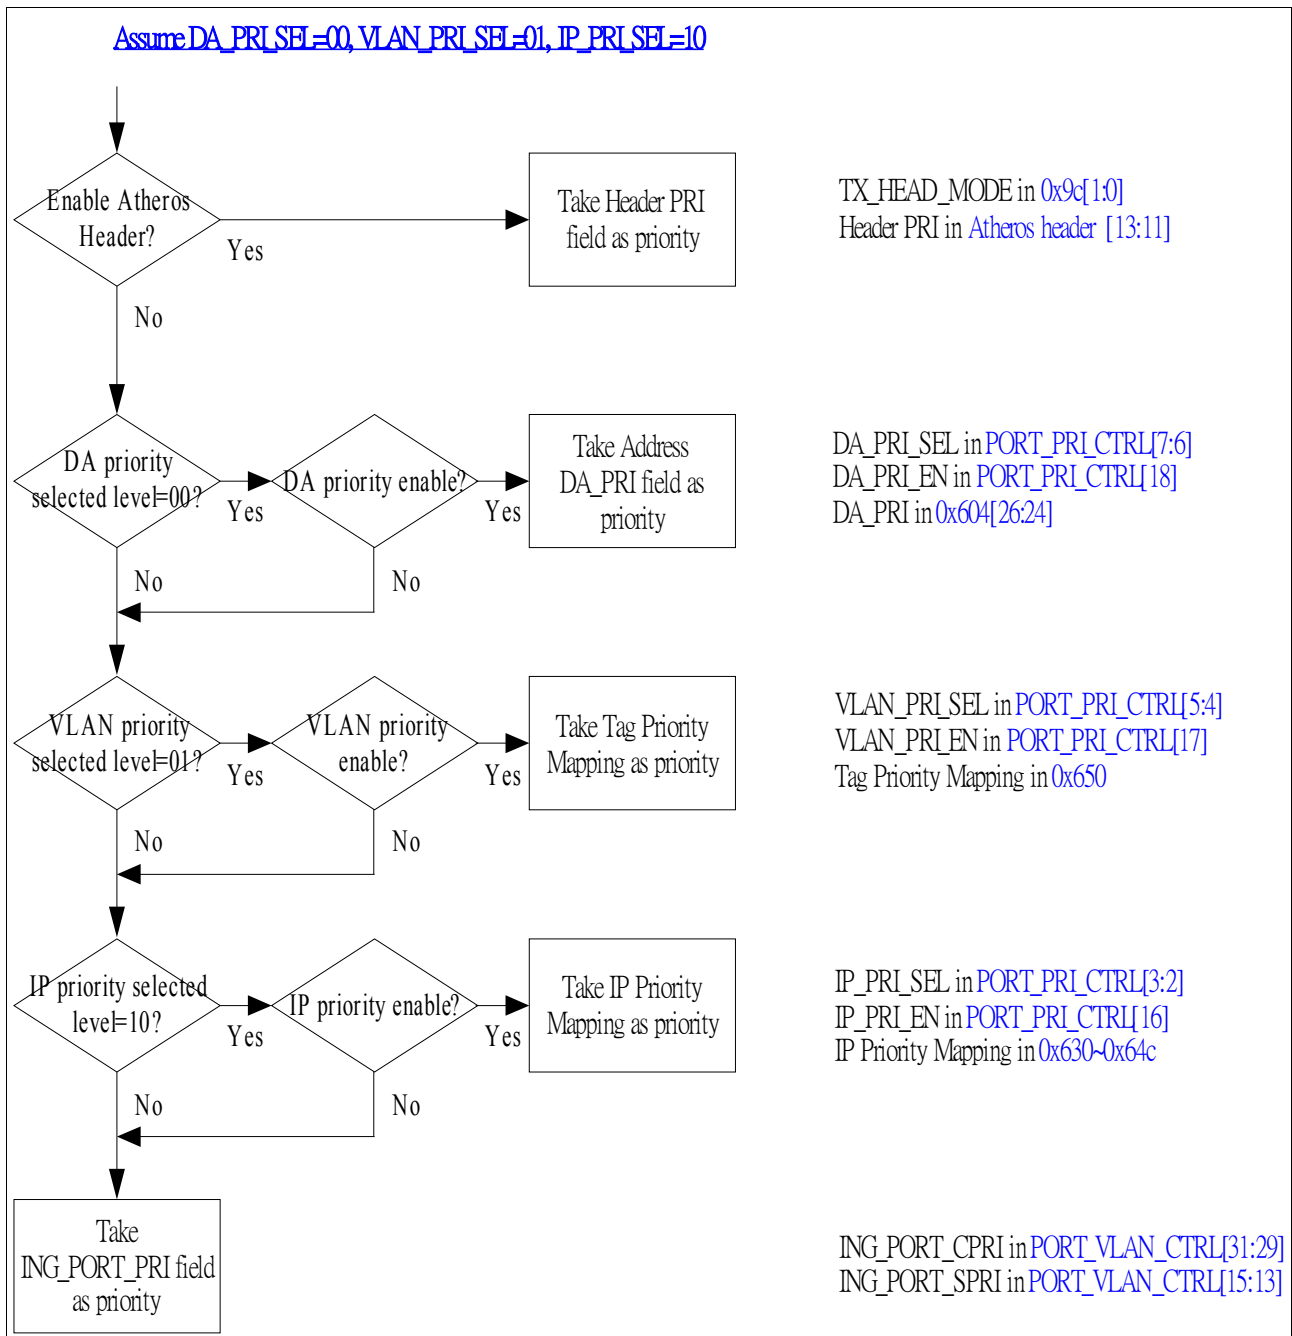 Assume DA_PRI_SEL=00, VLAN_PRI_SEL=01, IP_PRI_SEL=10
Enable Atheros
Header?
Yes
No
Take Header PRI
field as priority
TX_HEAD_MODE in 0x9c[1:0]
Header PRI in Atheros header [13:11]
DA priority
selected level=00?
Yes
No
DA priority enable?
Yes
No
Take Address
DA_PRI field as
priority
DA_PRI_SEL in PORT_PRI_CTRL[7:6]
DA_PRI_EN in PORT_PRI_CTRL[18]
DA_PRI in 0x604[26:24]
VLAN priority
selected level=01?
Yes
No
VLAN priority
enable?
Yes
No
Take Tag Priority
Mapping as priority
VLAN_PRI_SEL in PORT_PRI_CTRL[5:4]
VLAN_PRI_EN in PORT_PRI_CTRL[17]
Tag Priority Mapping in 0x650
IP priority selected
level=10?
Yes
No
IP priority enable?
Yes
No
Take IP Priority
Mapping as priority
IP_PRI_SEL in PORT_PRI_CTRL[3:2]
IP_PRI_EN in PORT_PRI_CTRL[16]
IP Priority Mapping in 0x630~0x64c
Take
ING_PORT_PRI field
as priority
ING_PORT_CPRI in PORT_VLAN_CTRL[31:29]
ING_PORT_SPRI in PORT_VLAN_CTRL[15:13]